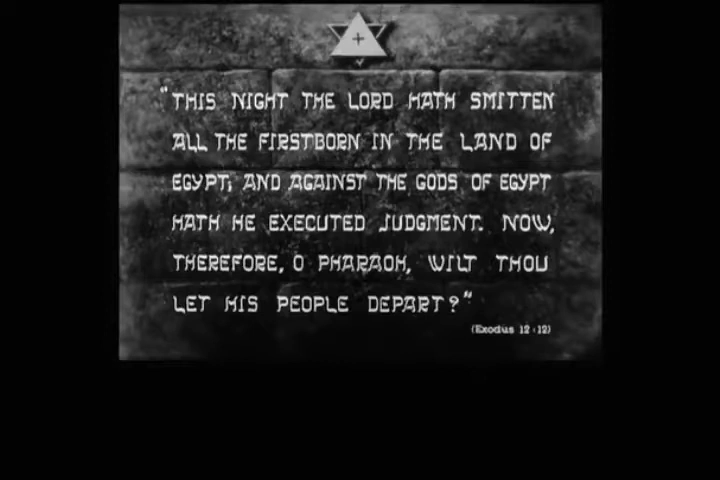 "THIS NIGHT THE LORD HATH SMITTEN
ALL THE FIRSTBORN IN THE LAND OF
EGYPT; AND AGAINST THE GODS OF EGYPT
HATH HE EXECUTED JUDGMENT. NOW,
THEREFORE, O PHARAOH, WILT THOU
LET HIS PEOPLE DEPART?"
(Exodus 12:12)